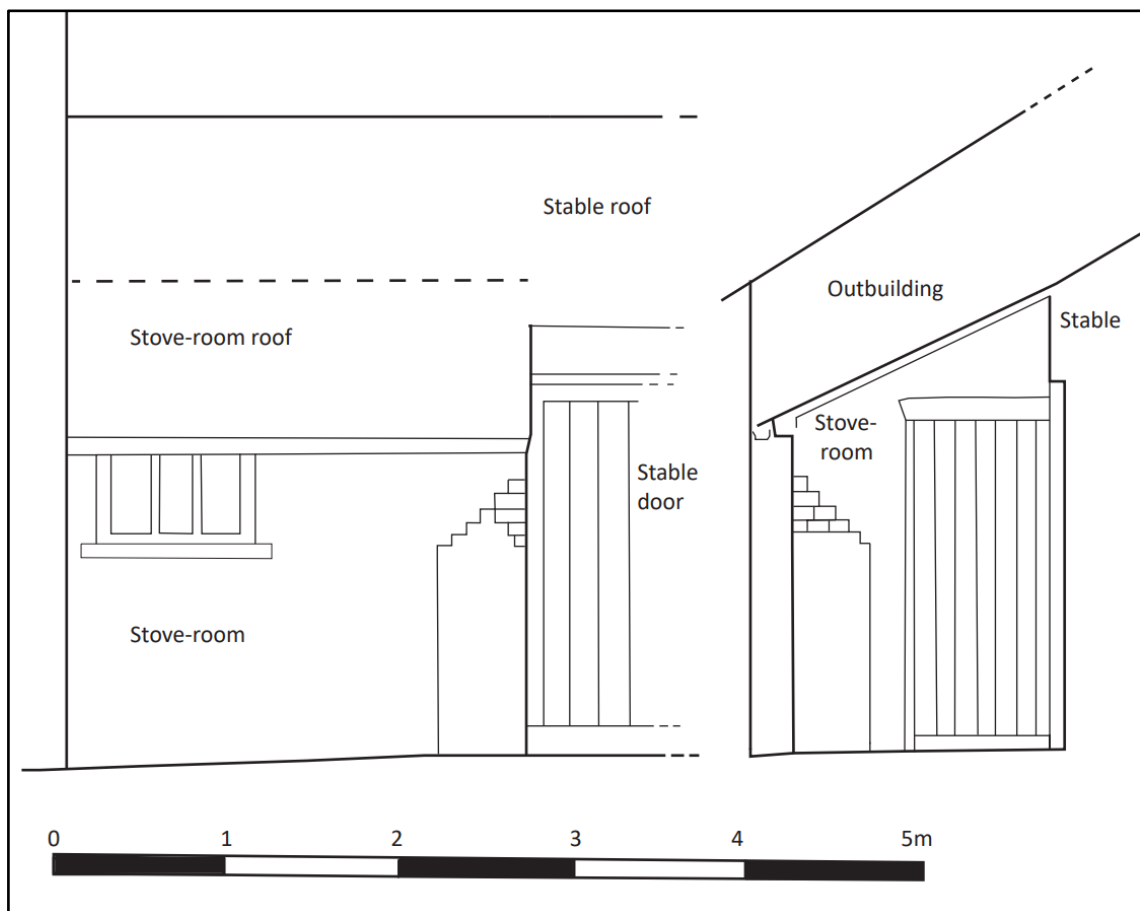 Stable roof
Stove-room roof
Stable
door
Stove-room
Outbuilding
Stable
Stove-
room
0 1 2 3 4 5m